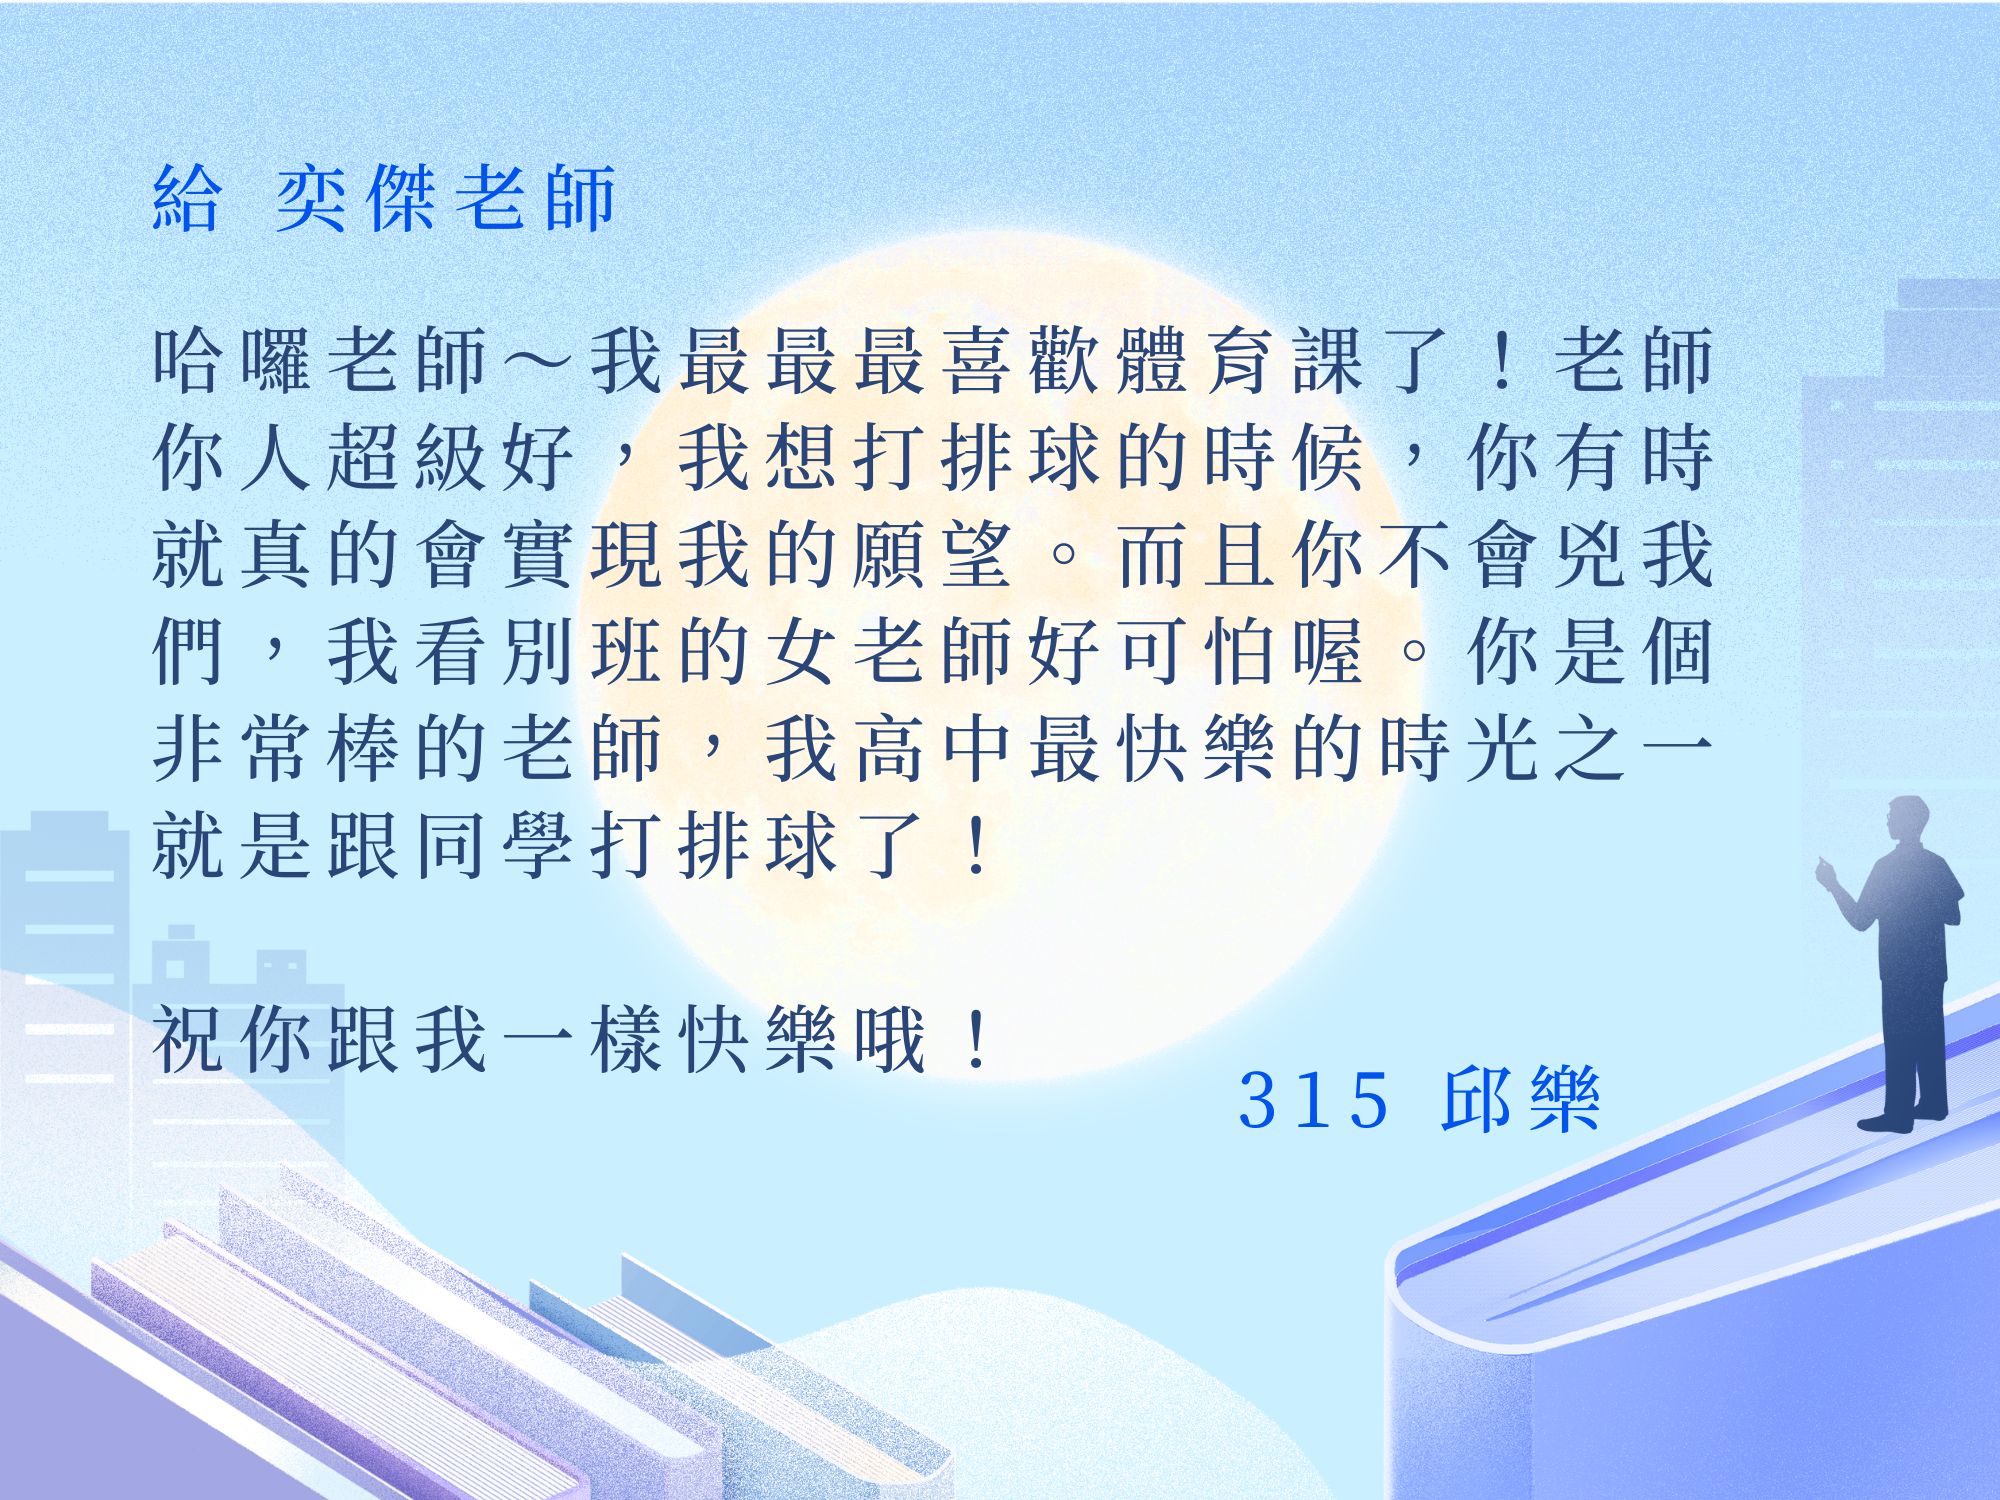 給 奕傑老師
哈囉老師～我最最最喜歡體育課了！老師
你人超級好，我想打排球的時候，你有時
就真的會實現我的願望。而且你不會兇我
們，我看別班的女老師好可怕喔。你是個
非常棒的老師，我高中最快樂的時光之一
就是跟同學打排球了！
祝你跟我一樣快樂哦！
315 邱樂